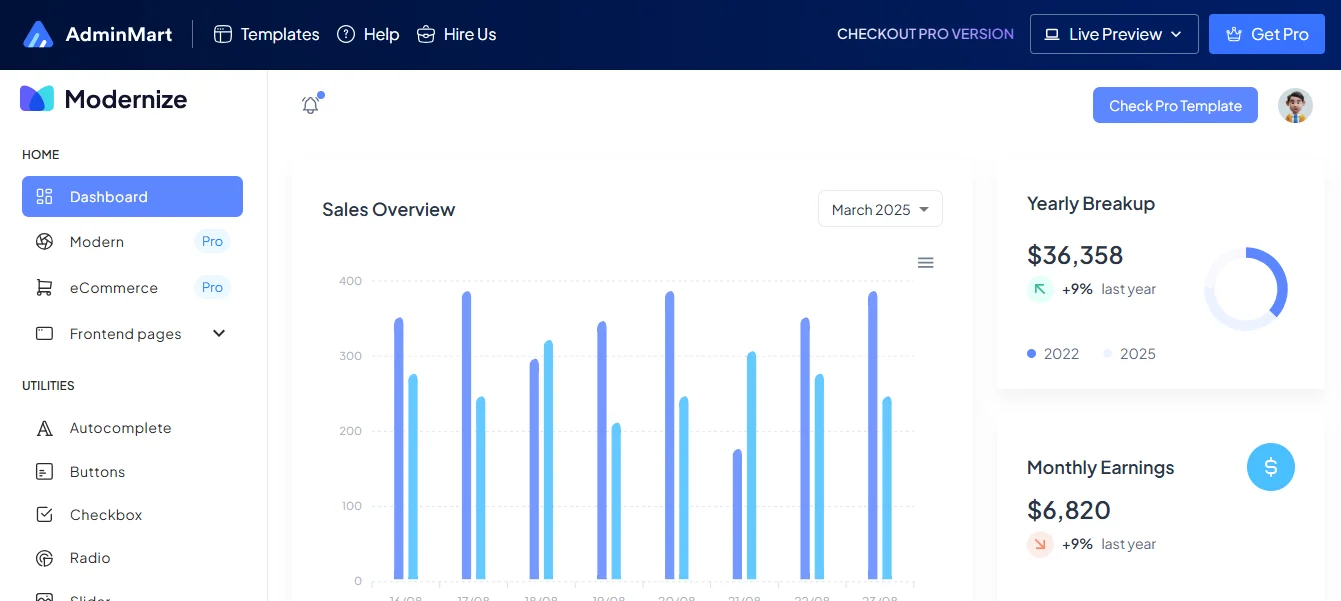 AdminMart
Templates
Help
Hire Us
CHECKOUT PRO VERSION
Live Preview
Get Pro
Modernize
Check Pro Template
HOME
Dashboard
Modern Pro
eCommerce Pro
Frontend pages
UTILITIES
Autocomplete
Buttons
Checkbox
Radio
Slider
Sales Overview
March 2025
400
300
200
100
0
16/08 17/08 18/08 19/08 20/08 21/08 22/08 23/08
Yearly Breakup
$36,358
+9% last year
2022 2025
Monthly Earnings
$
$6,820
+9% last year